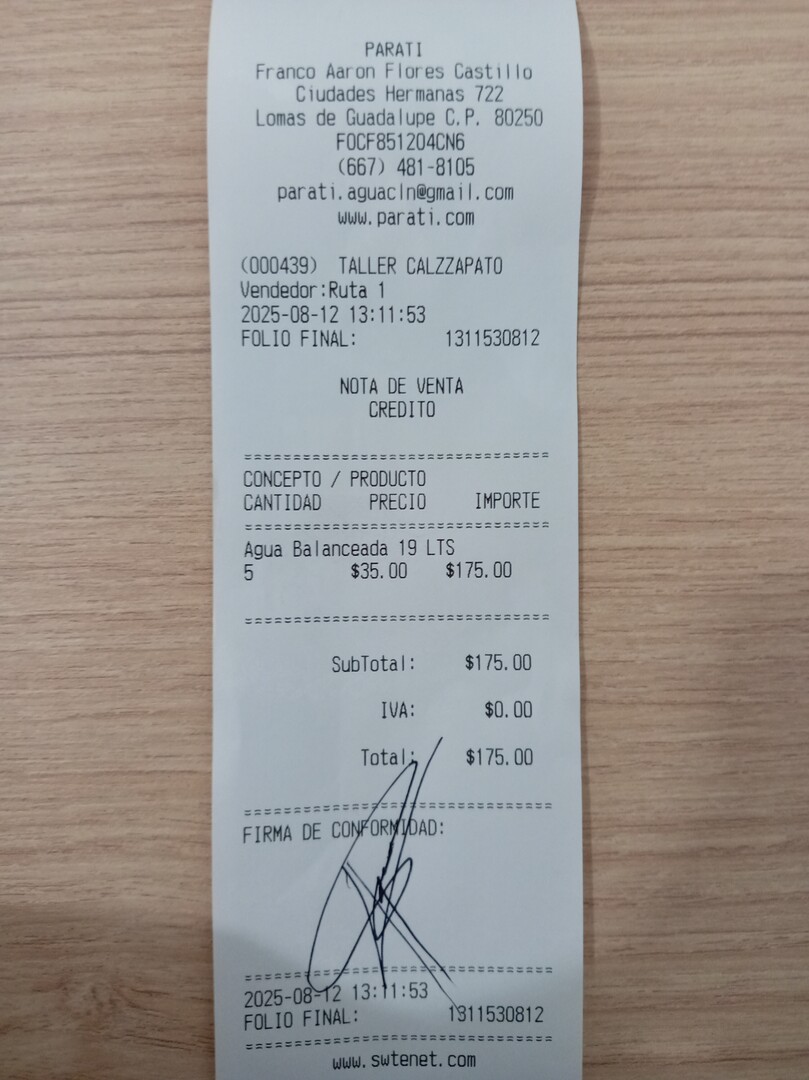 PARATI
Franco Aaron Flores Castillo
Ciudades Hermanas 722
Lomas de Guadalupe C.P. 80250
FOCF851204CN6
(667) 481-8105
parati.aguacln@gmail.com
www.parati.com
(000439) TALLER CALZZAPATO
Vendedor:Ruta 1
2025-08-12 13:11:53
FOLIO FINAL: 1311530812
NOTA DE VENTA
CREDITO
================================
CONCEPTO / PRODUCTO
CANTIDAD PRECIO IMPORTE
================================
Agua Balanceada 19 LTS
5 $35.00 $175.00
================================
SubTotal: $175.00
IVA: $0.00
Total: $175.00
================================
FIRMA DE CONFORMIDAD:
================================
2025-08-12 13:11:53
FOLIO FINAL: 1311530812
================================
www.swtenet.com